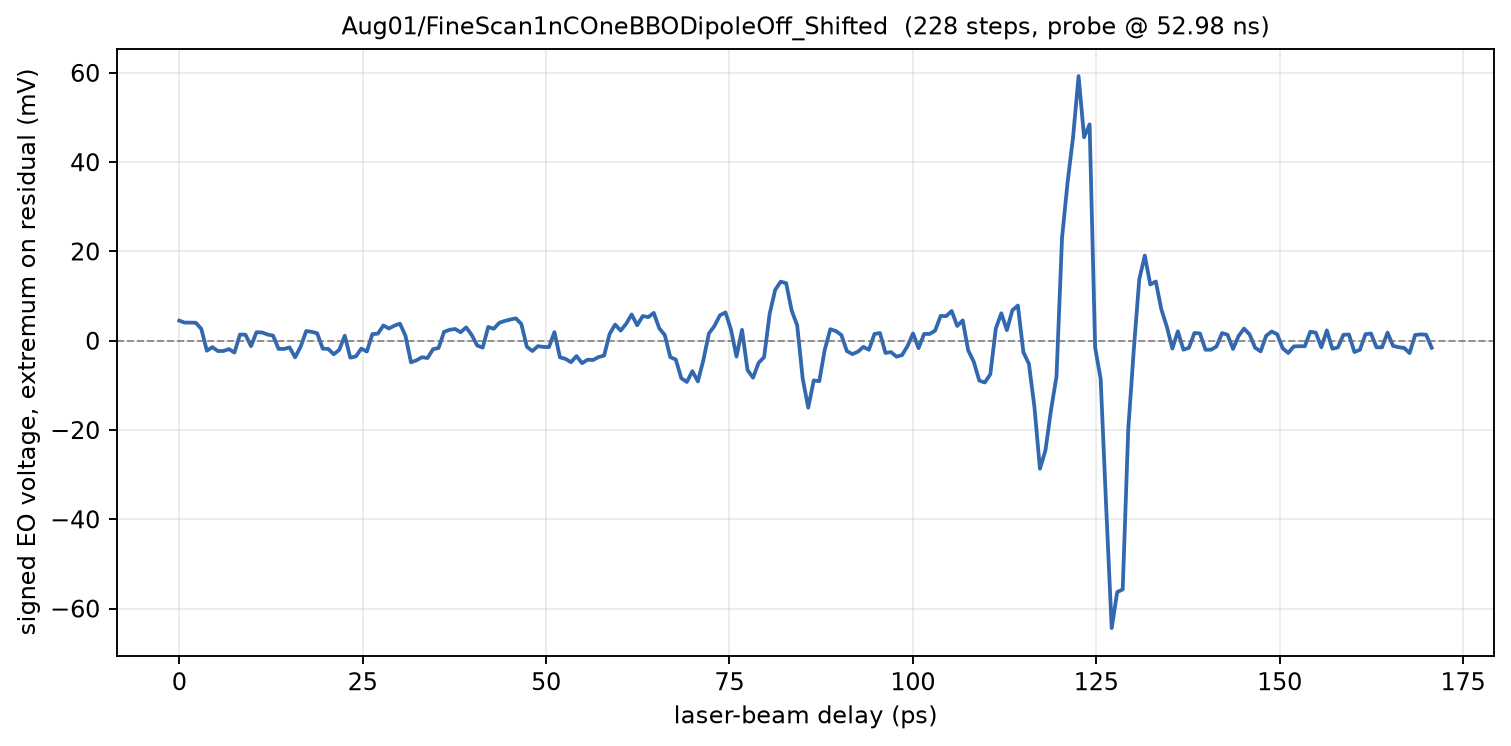 Aug01/FineScan1nCOneBBODipoleOff_Shifted (228 steps, probe @ 52.98 ns)
signed EO voltage, extremum on residual (mV)
60
40
20
0
−20
−40
−60
0 25 50 75 100 125 150 175
laser-beam delay (ps)